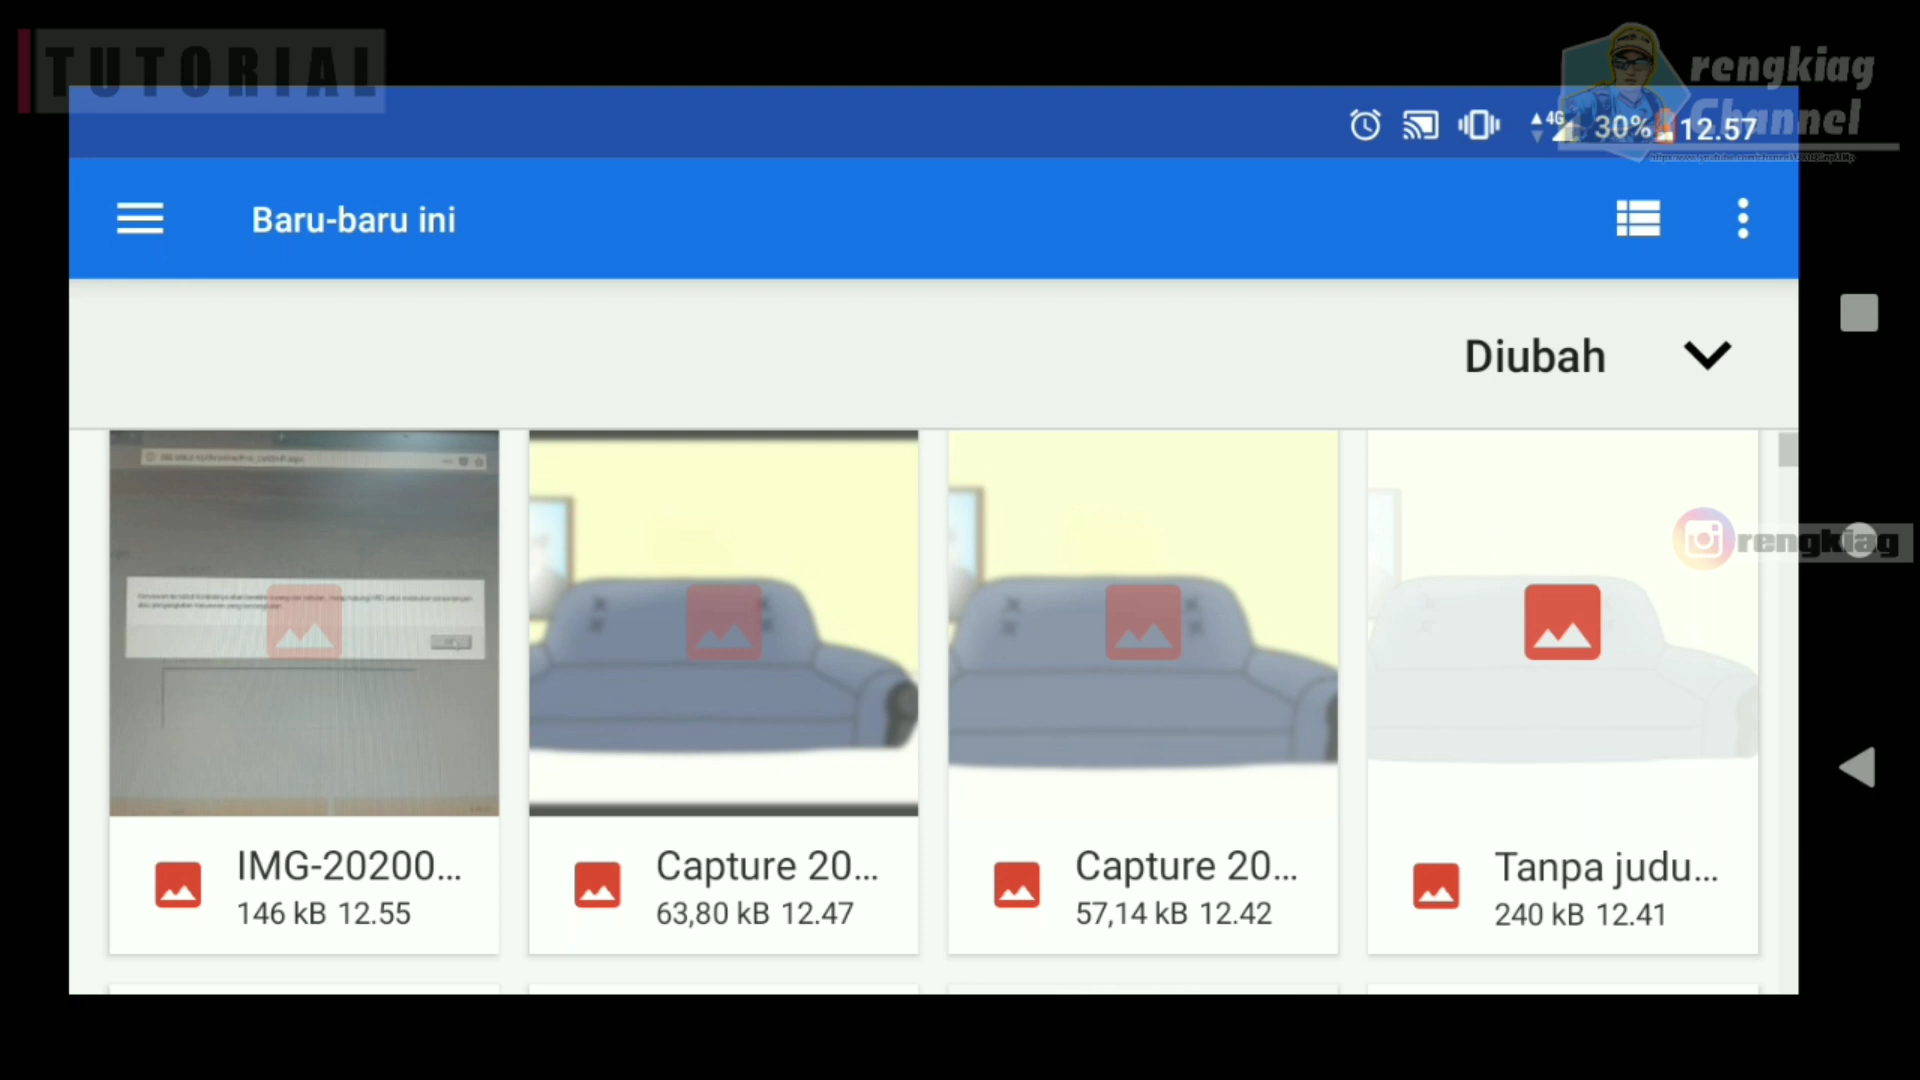 TUTORIAL
rengkiag
Channel
4G
30%
12.57
Baru-baru ini
Diubah
rengkiag
IMG-20200...
146 kB 12.55
Capture 20...
63,80 kB 12.47
Capture 20...
57,14 kB 12.42
Tanpa judu...
240 kB 12.41